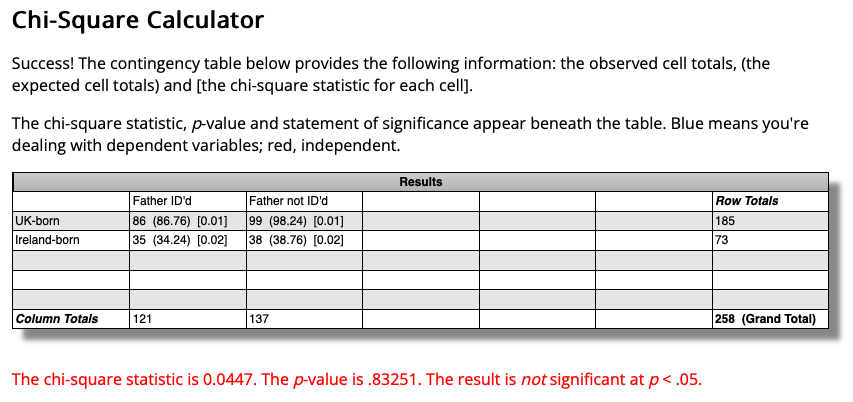 Chi-Square Calculator
Success! The contingency table below provides the following information: the observed cell totals, (the
expected cell totals) and [the chi-square statistic for each cell].
The chi-square statistic, p-value and statement of significance appear beneath the table. Blue means you're
dealing with dependent variables; red, independent.
Results
Father ID'd Father not ID'd Row Totals
UK-born 86 (86.76) [0.01] 99 (98.24) [0.01] 185
Ireland-born 35 (34.24) [0.02] 38 (38.76) [0.02] 73
Column Totals 121 137 258 (Grand Total)
The chi-square statistic is 0.0447. The p-value is .83251. The result is not significant at p < .05.